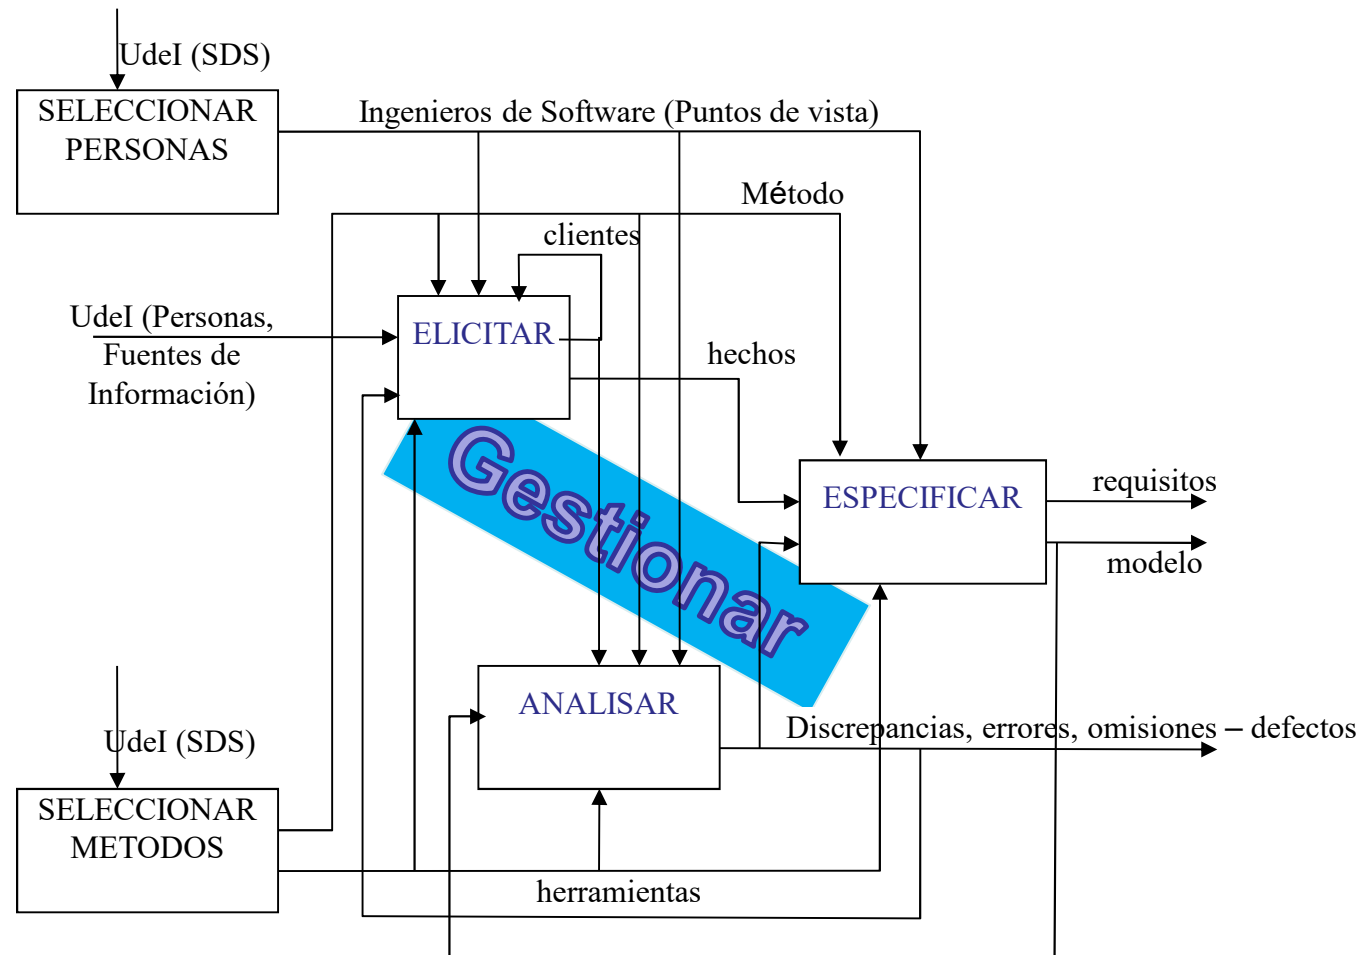 UdeI (SDS)
SELECCIONAR
PERSONAS
Ingenieros de Software (Puntos de vista)
Método
clientes
UdeI (Personas,
Fuentes de
Información)
ELICITAR
hechos
Gestionar
ESPECIFICAR
requisitos
modelo
ANALISAR
Discrepancias, errores, omisiones – defectos
UdeI (SDS)
SELECCIONAR
METODOS
herramientas